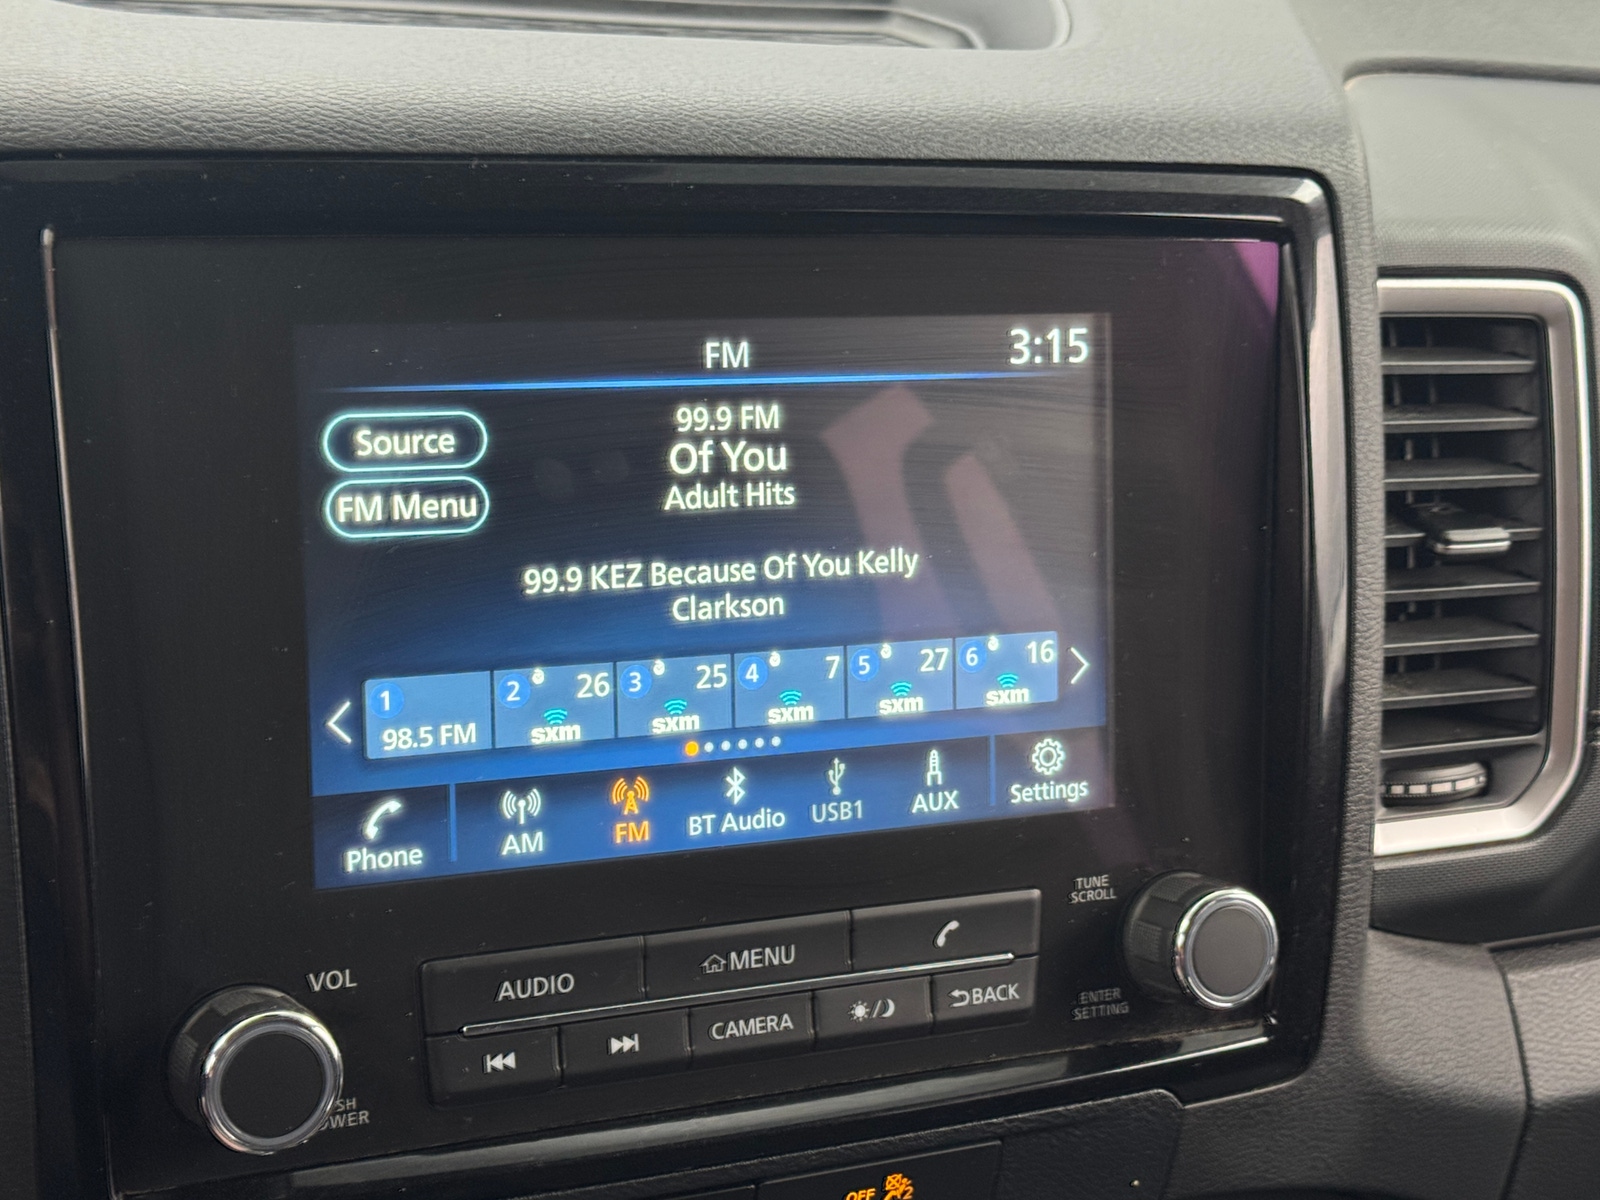 FM
3:15
Source
FM Menu
99.9 FM
Of You
Adult Hits
99.9 KEZ Because Of You Kelly
Clarkson
1
98.5 FM
2
26
sxm
3
25
sxm
4
7
sxm
5
27
sxm
6
16
sxm
Phone
AM
FM
BT Audio
USB1
AUX
Settings
TUNE
SCROLL
VOL
AUDIO
MENU
CAMERA
BACK
ENTER
SETTING
OFF